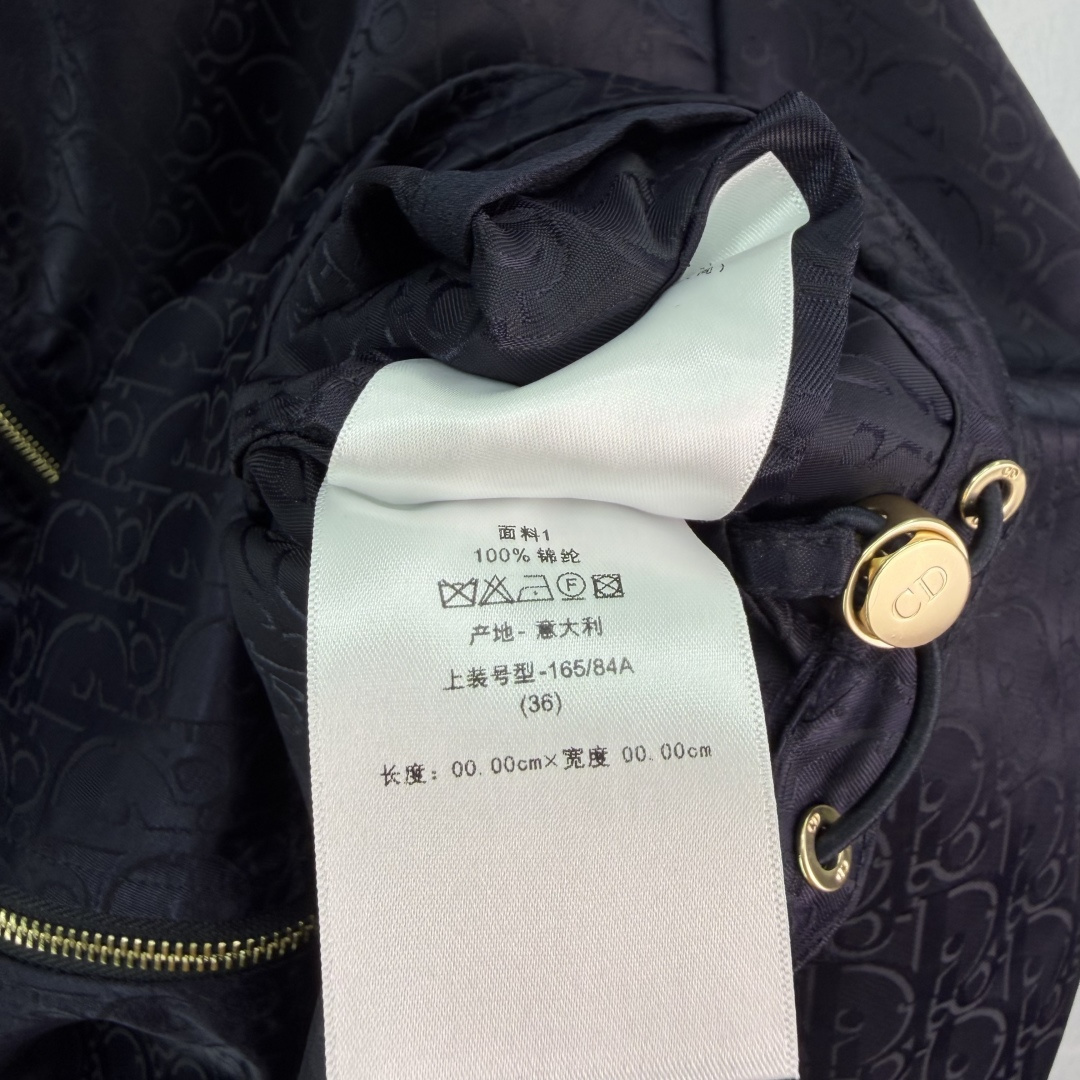 面料1
100% 锦纶
F
产地- 意大利
上装号型-165/84A
(36)
长度: 00.00cm×宽度 00.00cm
CD